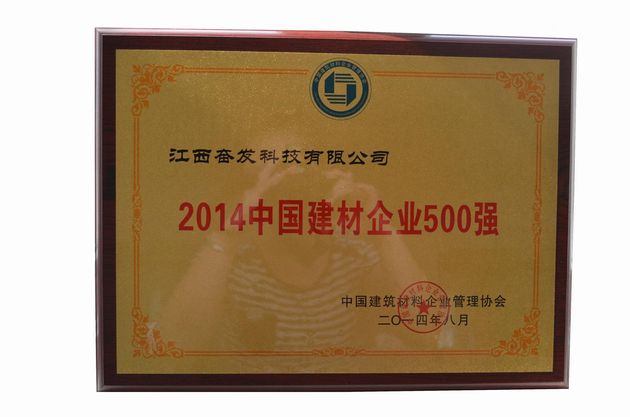 江西奋发科技有限公司
2014中国建材企业500强
中国建筑材料企业管理协会
二〇一四年八月